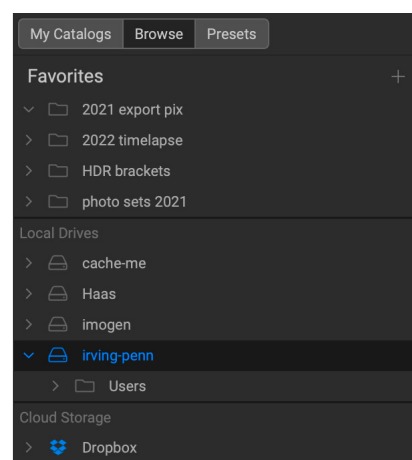 My Catalogs Browse Presets
Favorites
2021 export pix
2022 timelapse
HDR brackets
photo sets 2021
Local Drives
cache-me
Haas
imogen
irving-penn
Users
Cloud Storage
Dropbox